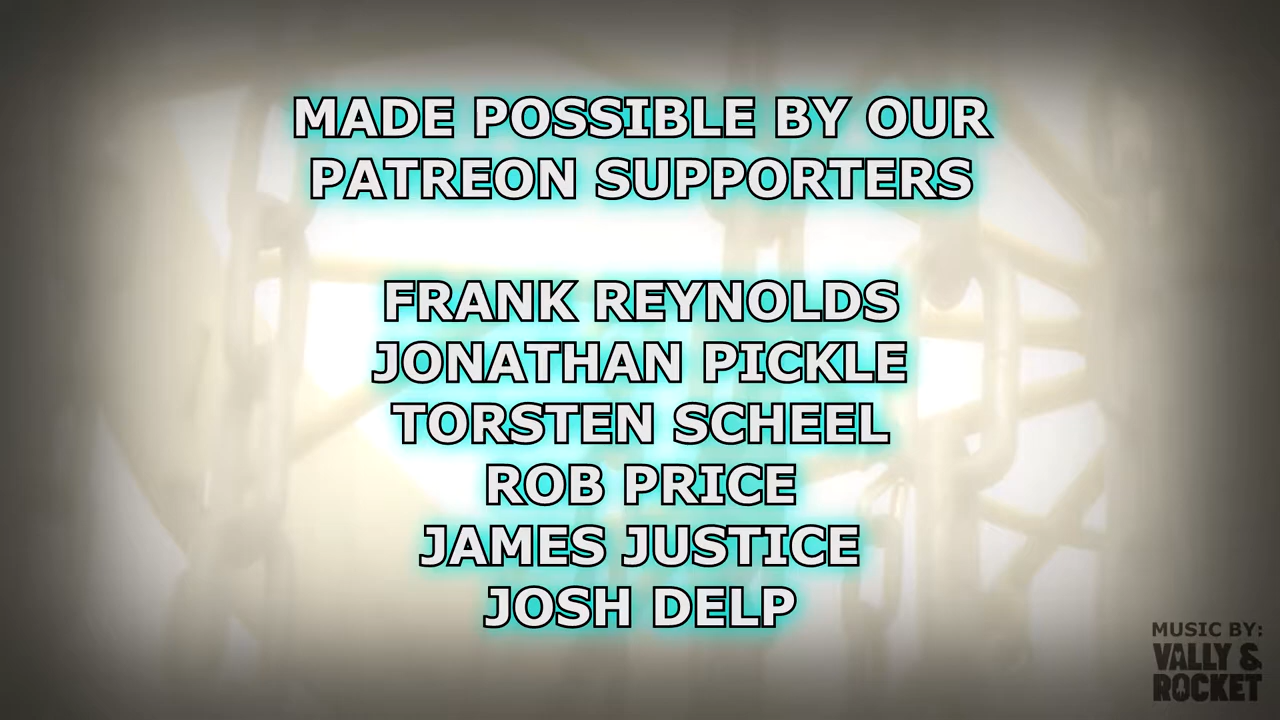 MADE POSSIBLE BY OUR
PATREON SUPPORTERS
FRANK REYNOLDS
JONATHAN PICKLE
TORSTEN SCHEEL
ROB PRICE
JAMES JUSTICE
JOSH DELP
MUSIC BY:
VALLY &
ROCKET